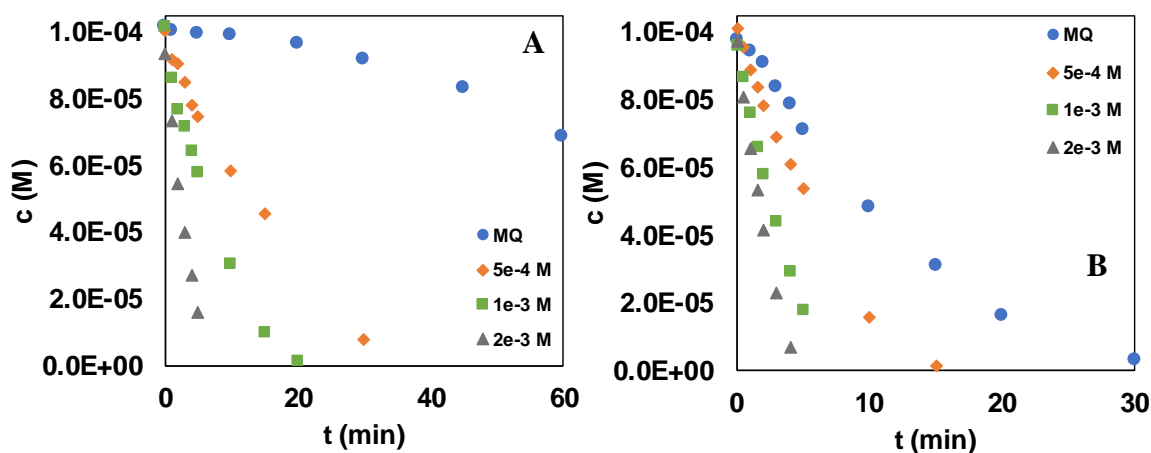 A
1.0E-04
8.0E-05
6.0E-05
4.0E-05
2.0E-05
0.0E+00
c (M)
MQ
5e-4 M
1e-3 M
2e-3 M
0 20 40 60
t (min)
B
1.0E-04
8.0E-05
6.0E-05
4.0E-05
2.0E-05
0.0E+00
c (M)
MQ
5e-4 M
1e-3 M
2e-3 M
0 10 20 30
t (min)